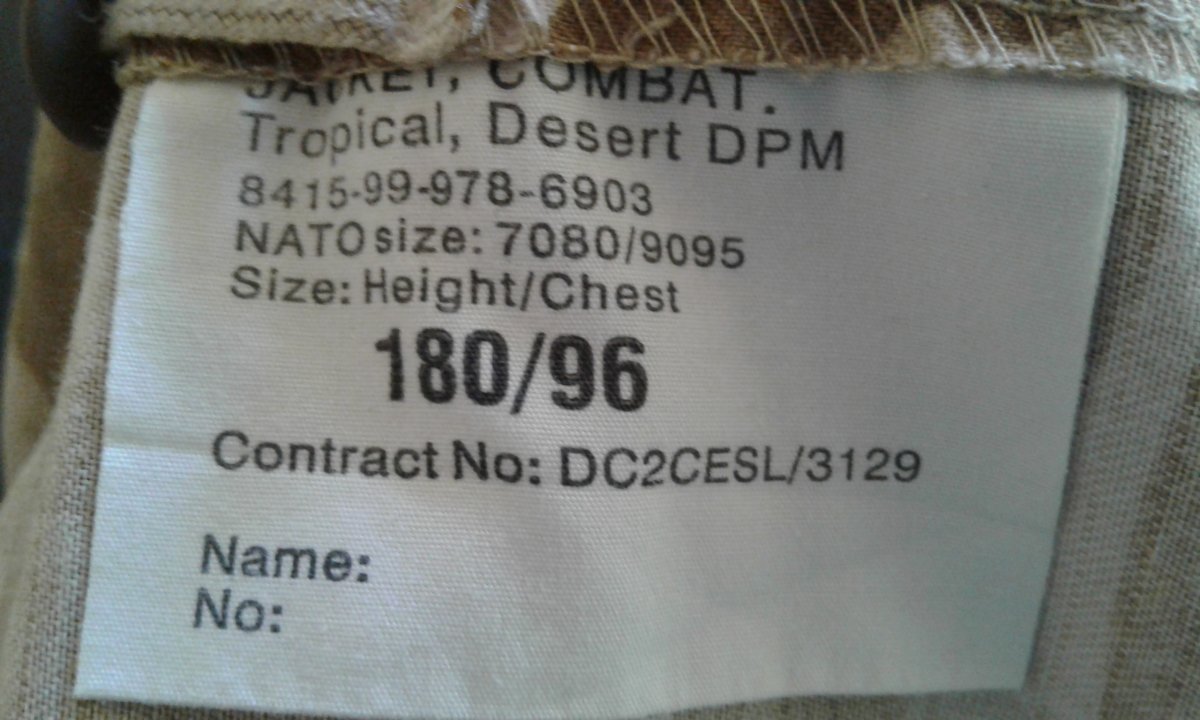 JACKET, COMBAT.
Tropical, Desert DPM
8415-99-978-6903
NATO size: 7080/9095
Size: Height/Chest
180/96
Contract No: DC2CESL/3129
Name:
No: